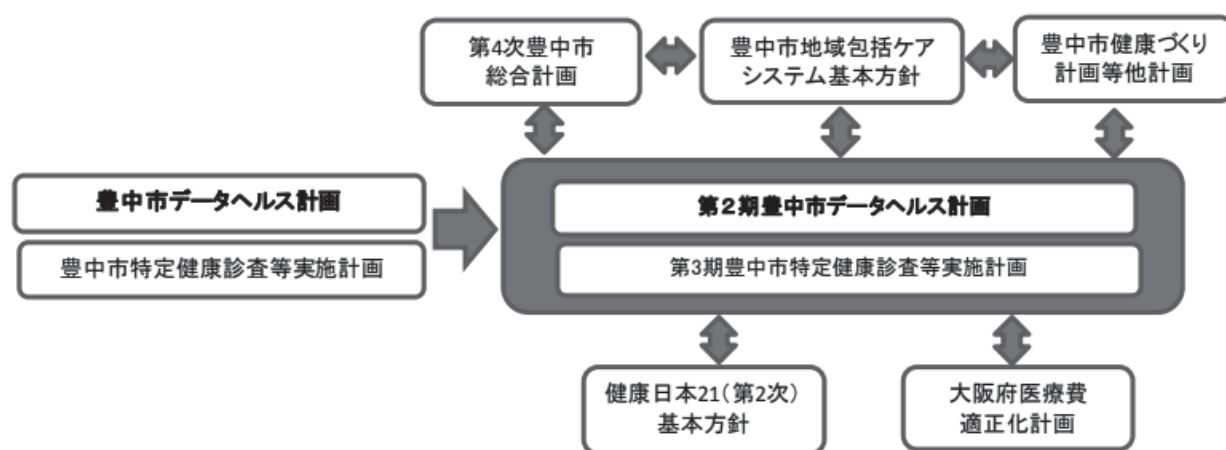 第4次豊中市
総合計画
豊中市地域包括ケア
システム基本方針
豊中市健康づくり
計画等他計画
豊中市データヘルス計画
豊中市特定健康診査等実施計画
第2期豊中市データヘルス計画
第3期豊中市特定健康診査等実施計画
健康日本21(第2次)
基本方針
大阪府医療費
適正化計画